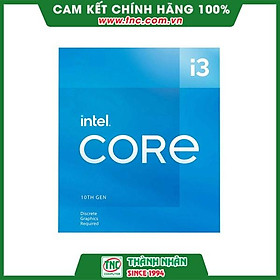 CAM KẾT CHÍNH HÃNG 100%
www.tnc.com.vn
i3
intel.
CORE
10TH GEN
Discrete
Graphics
Required
TNC
THÀNH NHÂN
SINCE 1994